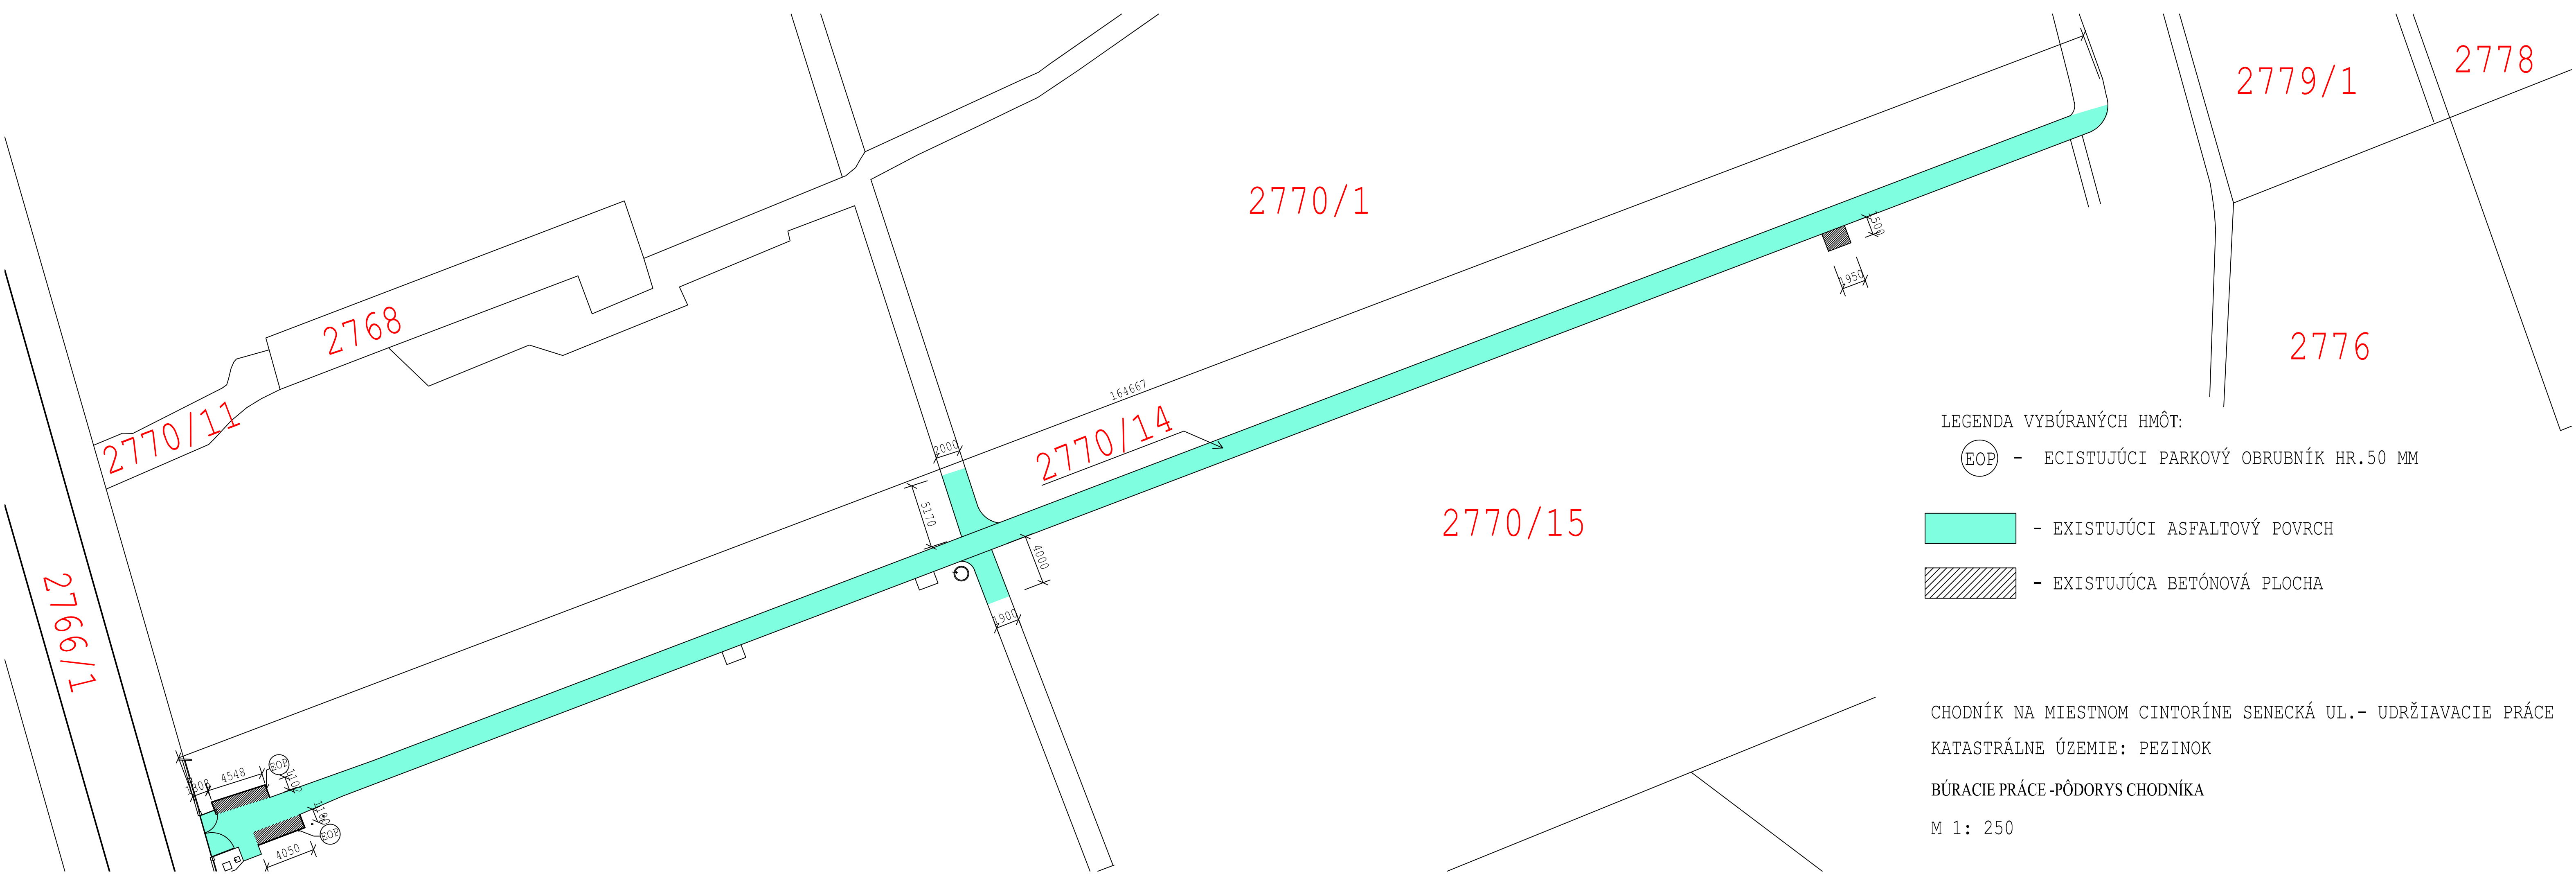 2779/1
2778
2770/1
1500
1950
2768
2776
164667
2770/11
2770/14
2000
5170
4000
1900
2770/15
LEGENDA VYBÚRANÝCH HMÔT:
EOP - ECISTUJÚCI PARKOVÝ OBRUBNÍK HR.50 MM
- EXISTUJÚCI ASFALTOVÝ POVRCH
- EXISTUJÚCA BETÓNOVÁ PLOCHA
2766/1
4548
EOP
EOP
4050
CHODNÍK NA MIESTNOM CINTORÍNE SENECKÁ UL.- UDRŽIAVACIE PRÁCE
KATASTRÁLNE ÚZEMIE: PEZINOK
BÚRACIE PRÁCE -PÔDORYS CHODNÍKA
M 1: 250